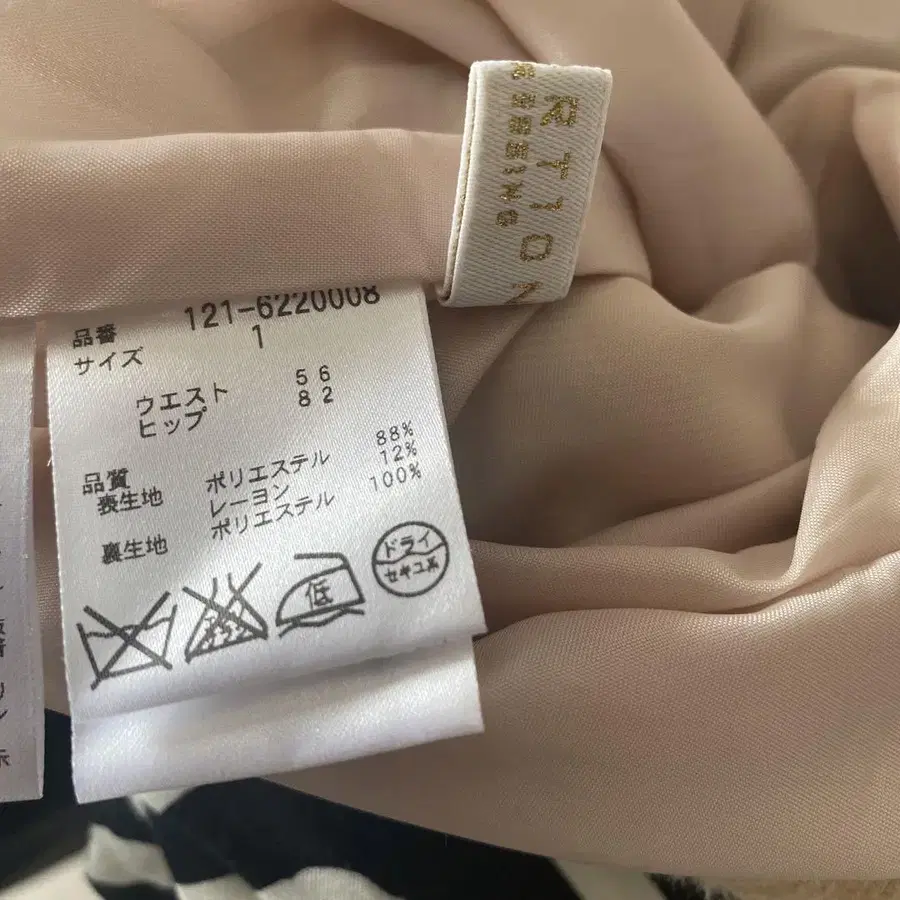 RTION
品番 121-6220008
サイズ 1
ウエスト 56
ヒップ 82
品質
表生地 ポリエステル 88%
レーヨン 12%
裏生地 ポリエステル 100%
低
ドライ
セキユ系